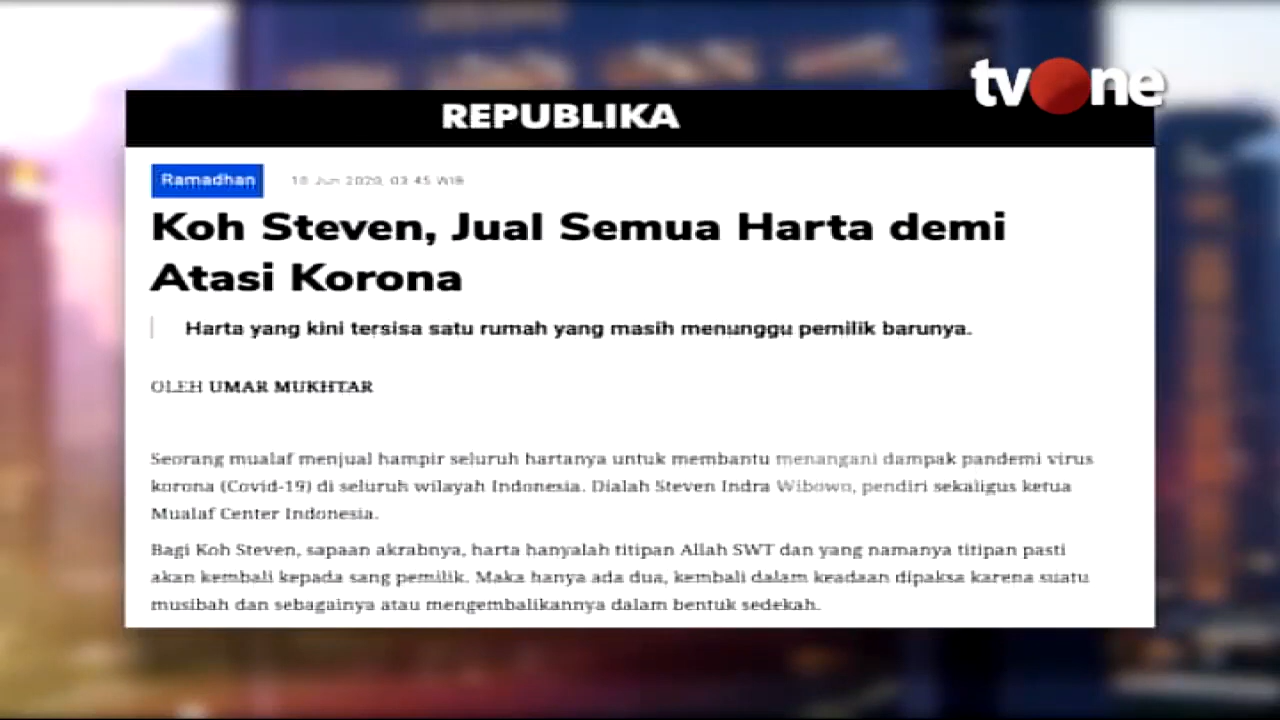 tvOne
REPUBLIKA
Ramadhan
Jun 2020, 03:45 WIB
Koh Steven, Jual Semua Harta demi
Atasi Korona
Harta yang kini tersisa satu rumah yang masih menunggu pemilik barunya.
OLEH UMAR MUKHTAR
Seorang mualaf menjual hampir seluruh hartanya untuk membantu menangani dampak pandemi virus
korona (Covid-19) di seluruh wilayah Indonesia. Dialah Steven Indra Wibowo, pendiri sekaligus ketua
Mualaf Center Indonesia.
Bagi Koh Steven, sapaan akrabnya, harta hanyalah titipan Allah SWT dan yang namanya titipan pasti
akan kembali kepada sang pemilik. Maka hanya ada dua, kembali dalam keadaan dipaksa karena suatu
musibah dan sebagainya atau mengembalikannya dalam bentuk sedekah.